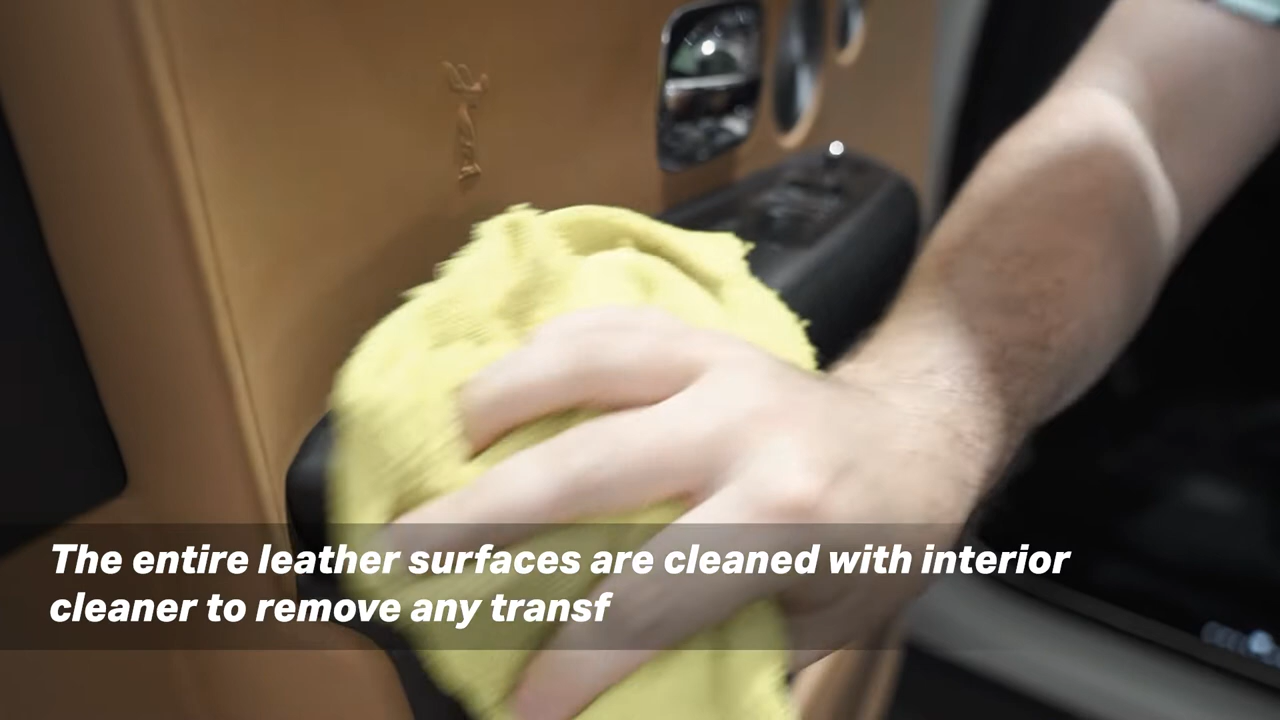 The entire leather surfaces are cleaned with interior
cleaner to remove any transf